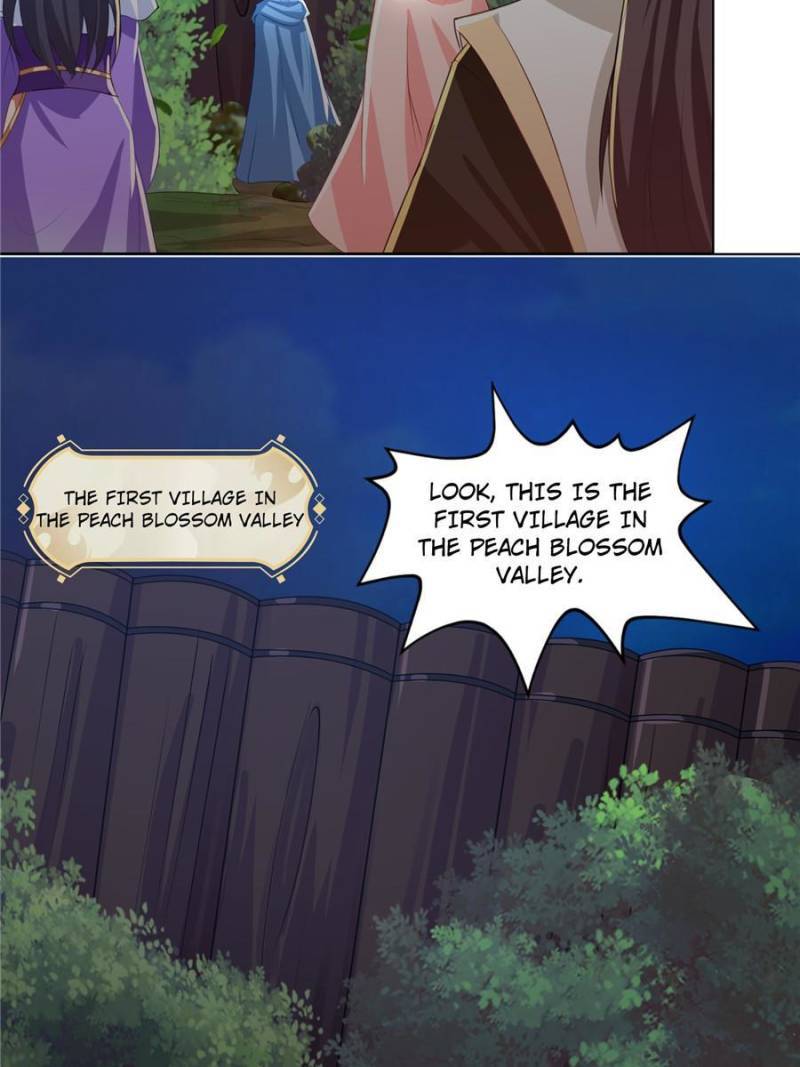 THE FIRST VILLAGE IN
THE PEACH BLOSSOM VALLEY
LOOK, THIS IS THE
FIRST VILLAGE IN
THE PEACH BLOSSOM
VALLEY.